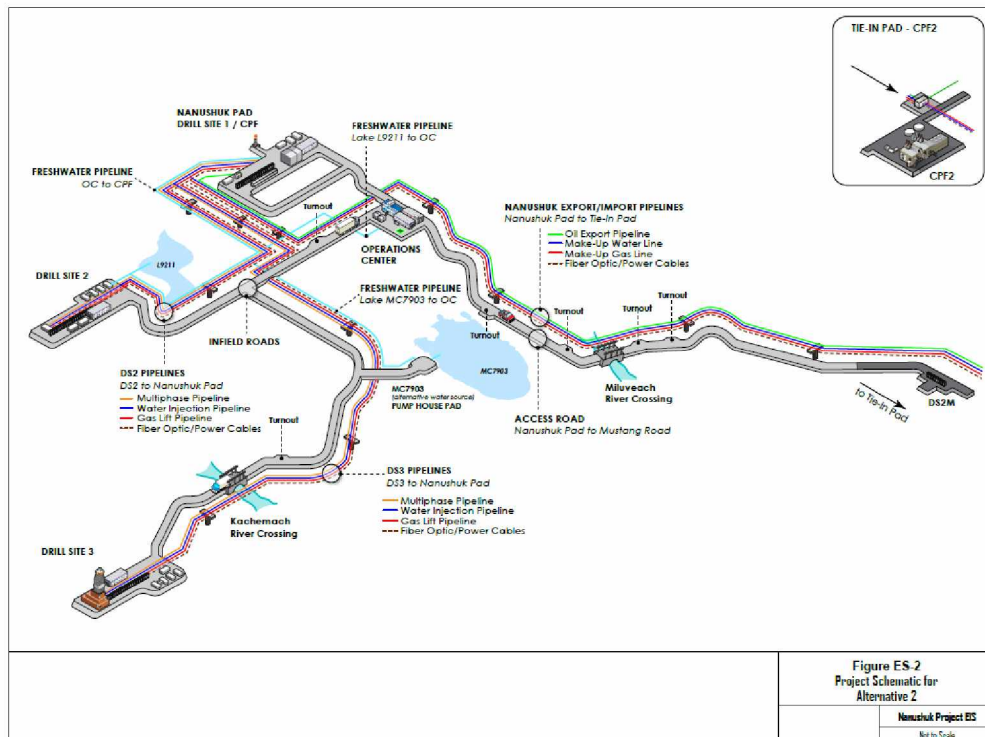 TIE-IN PAD - CPF2
CPF2
NANUSHUK PAD
DRILL SITE 1 / CPF
FRESHWATER PIPELINE
Lake L9211 to OC
FRESHWATER PIPELINE
OC to CPF
Turnout
NANUSHUK EXPORT/IMPORT PIPELINES
Nanushuk Pad to Tie-In Pad
Oil Export Pipeline
Make-Up Water Line
Make-Up Gas Line
Fiber Optic/Power Cables
OPERATIONS
CENTER
L9211
DRILL SITE 2
FRESHWATER PIPELINE
Lake MC7903 to OC
Turnout
Turnout
Turnout
Turnout
INFIELD ROADS
MC7903
Miluveach
River Crossing
DS2 PIPELINES
DS2 to Nanushuk Pad
Multiphase Pipeline
Water Injection Pipeline
Gas Lift Pipeline
Fiber Optic/Power Cables
MC7903
(alternative water source)
PUMP HOUSE PAD
DS2M
To Tie-In Pad
ACCESS ROAD
Nanushuk Pad to Mustang Road
Turnout
DS3 PIPELINES
DS3 to Nanushuk Pad
Multiphase Pipeline
Water Injection Pipeline
Gas Lift Pipeline
Fiber Optic/Power Cables
Kachemach
River Crossing
DRILL SITE 3
Figure ES-2
Project Schematic for
Alternative 2
Nanushuk Project EIS
Not to Scale